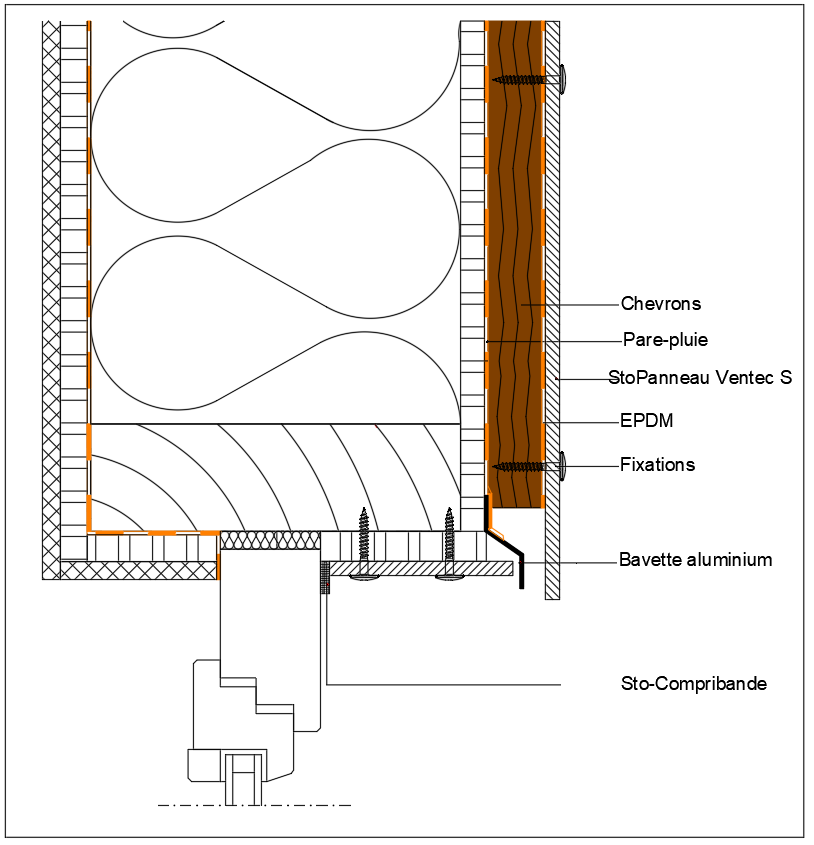 Chevrons
Pare-pluie
StoPanneau Ventec S
EPDM
Fixations
Bavette aluminium
Sto-Compribande